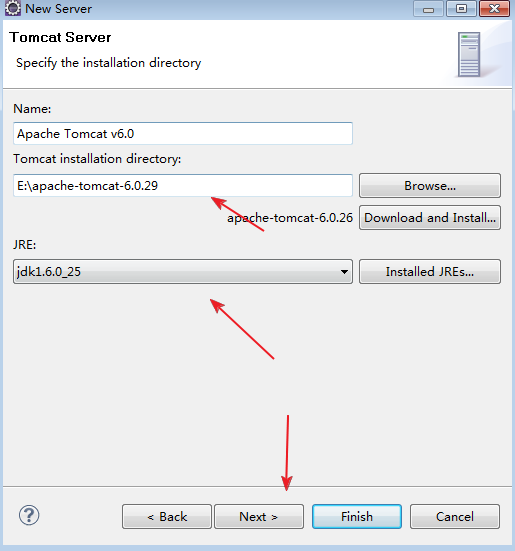 New Server
Tomcat Server
Specify the installation directory
Name:
Apache Tomcat v6.0
Tomcat installation directory:
E:\apache-tomcat-6.0.29
Browse...
apache-tomcat-6.0.26
Download and Install...
JRE:
jdk1.6.0_25
Installed JREs...
?
< Back
Next >
Finish
Cancel